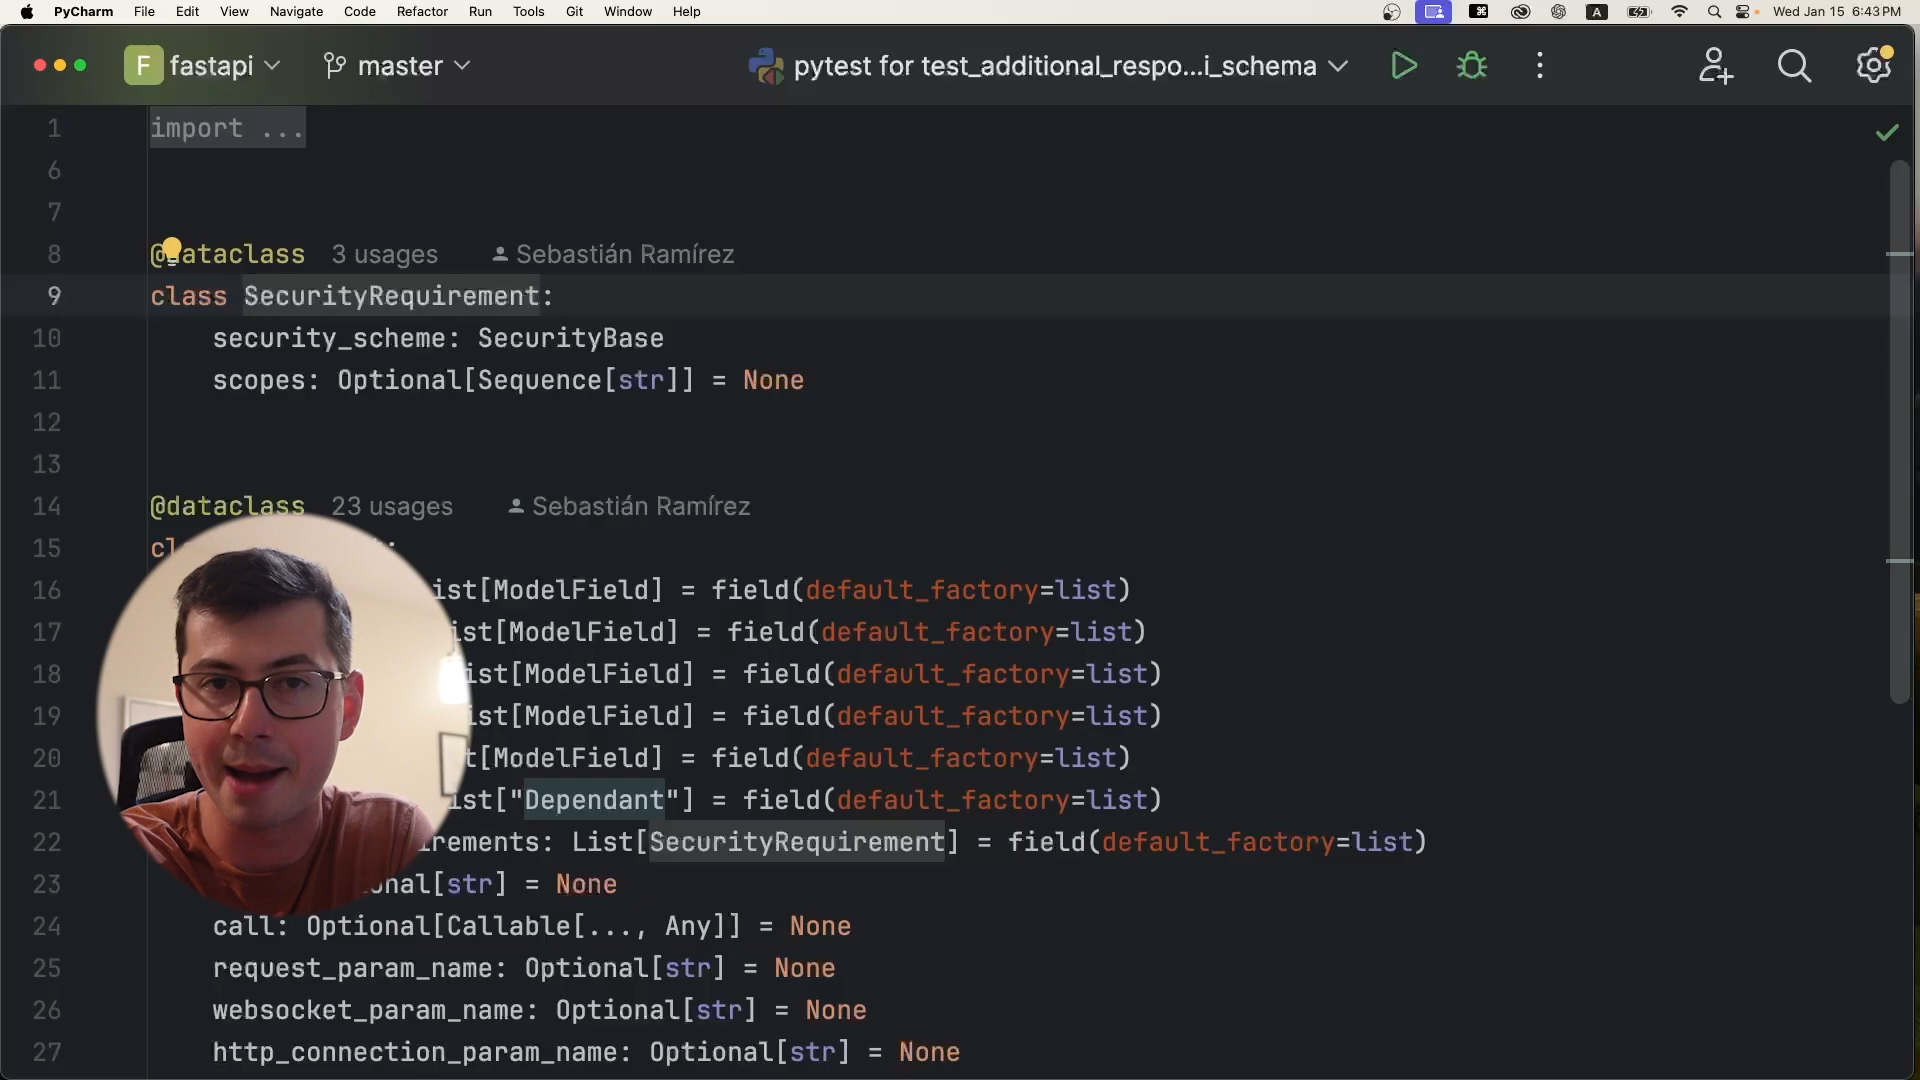 PyCharm File Edit View Navigate Code Refactor Run Tools Git Window Help A Wed Jan 15 6:43 PM
F fastapi master pytest for test_additional_respo...i_schema
1 import ...
6
7
8 @dataclass 3 usages Sebastián Ramírez
9 class SecurityRequirement:
10 security_scheme: SecurityBase
11 scopes: Optional[Sequence[str]] = None
12
13
14 @dataclass 23 usages Sebastián Ramírez
15 cl :
16 ist[ModelField] = field(default_factory=list)
17 ist[ModelField] = field(default_factory=list)
18 ist[ModelField] = field(default_factory=list)
19 ist[ModelField] = field(default_factory=list)
20 t[ModelField] = field(default_factory=list)
21 ist["Dependant"] = field(default_factory=list)
22 irements: List[SecurityRequirement] = field(default_factory=list)
23 onal[str] = None
24 call: Optional[Callable[..., Any]] = None
25 request_param_name: Optional[str] = None
26 websocket_param_name: Optional[str] = None
27 http_connection_param_name: Optional[str] = None